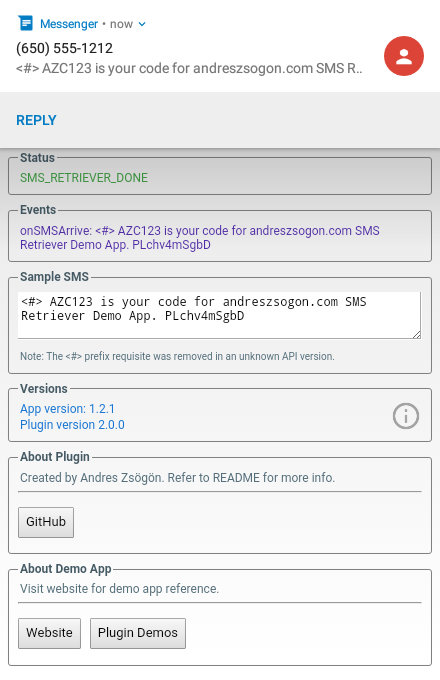 Messenger • now
(650) 555-1212
<#> AZC123 is your code for andreszsogon.com SMS R..
REPLY
Status
SMS_RETRIEVER_DONE
Events
onSMSArrive: <#> AZC123 is your code for andreszsogon.com SMS
Retriever Demo App. PLchv4mSgbD
Sample SMS
<#> AZC123 is your code for andreszsogon.com SMS
Retriever Demo App. PLchv4mSgbD
Note: The <#> prefix requisite was removed in an unknown API version.
Versions
App version: 1.2.1
Plugin version 2.0.0
About Plugin
Created by Andres Zsögön. Refer to README for more info.
GitHub
About Demo App
Visit website for demo app reference.
Website
Plugin Demos